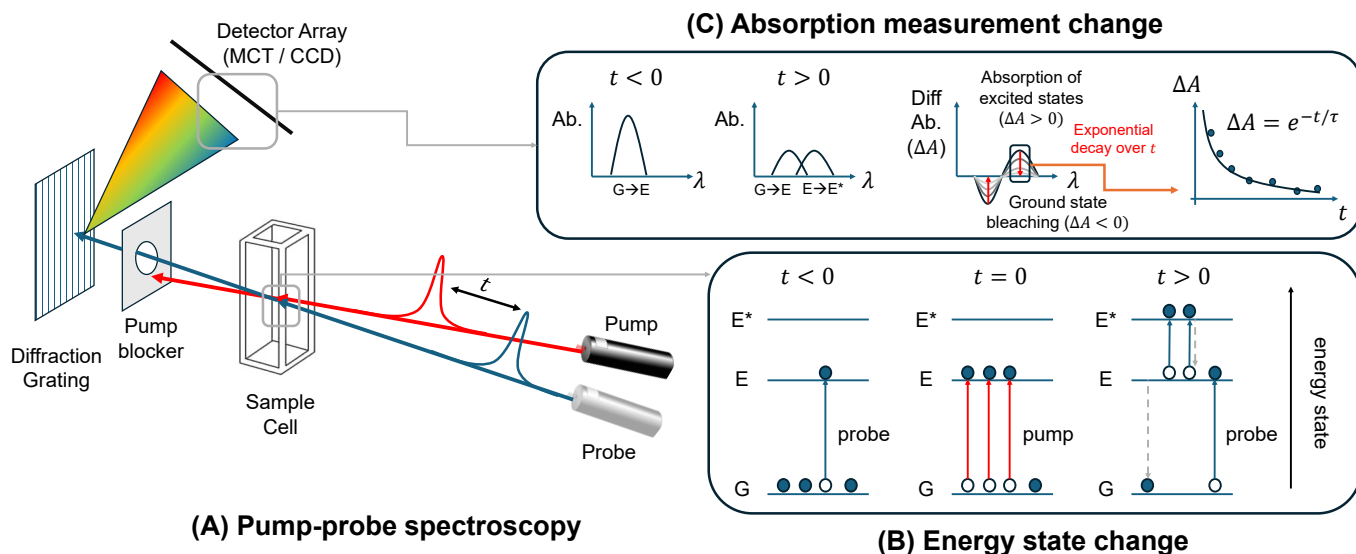 (C) Absorption measurement change
Detector Array
(MCT / CCD)
t < 0
Ab.
G→E
λ
t > 0
Ab.
G→E E→E*
λ
Diff
Ab.
(ΔA)
Absorption of
excited states
(ΔA > 0)
Exponential
decay over t
λ
Ground state
bleaching (ΔA < 0)
ΔA
ΔA = e^{-t/τ}
t
Diffraction
Grating
Pump
blocker
Sample
Cell
t
Pump
Probe
(A) Pump-probe spectroscopy
t < 0
E*
E
probe
G
t = 0
E*
E
pump
G
t > 0
E*
E
probe
G
energy state
(B) Energy state change